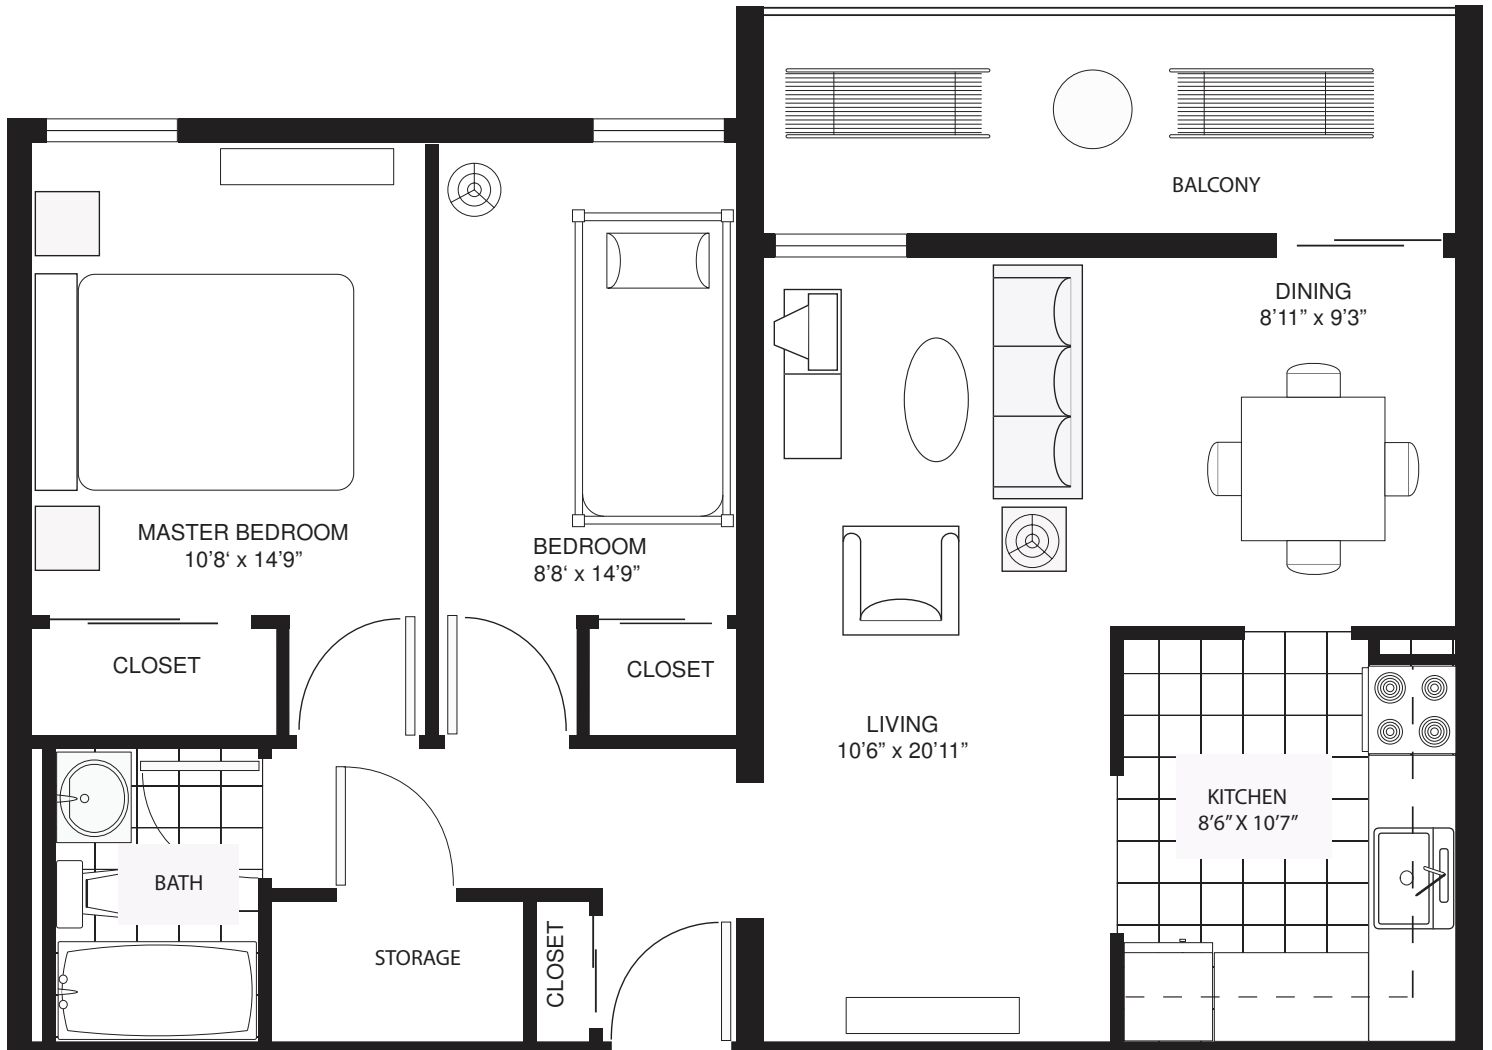 BALCONY
DINING
8’11” x 9’3”
MASTER BEDROOM
10’8‘ x 14’9”
BEDROOM
8’8‘ x 14’9”
CLOSET
CLOSET
LIVING
10’6” x 20’11”
KITCHEN
8’6” X 10’7”
BATH
STORAGE
CLOSET